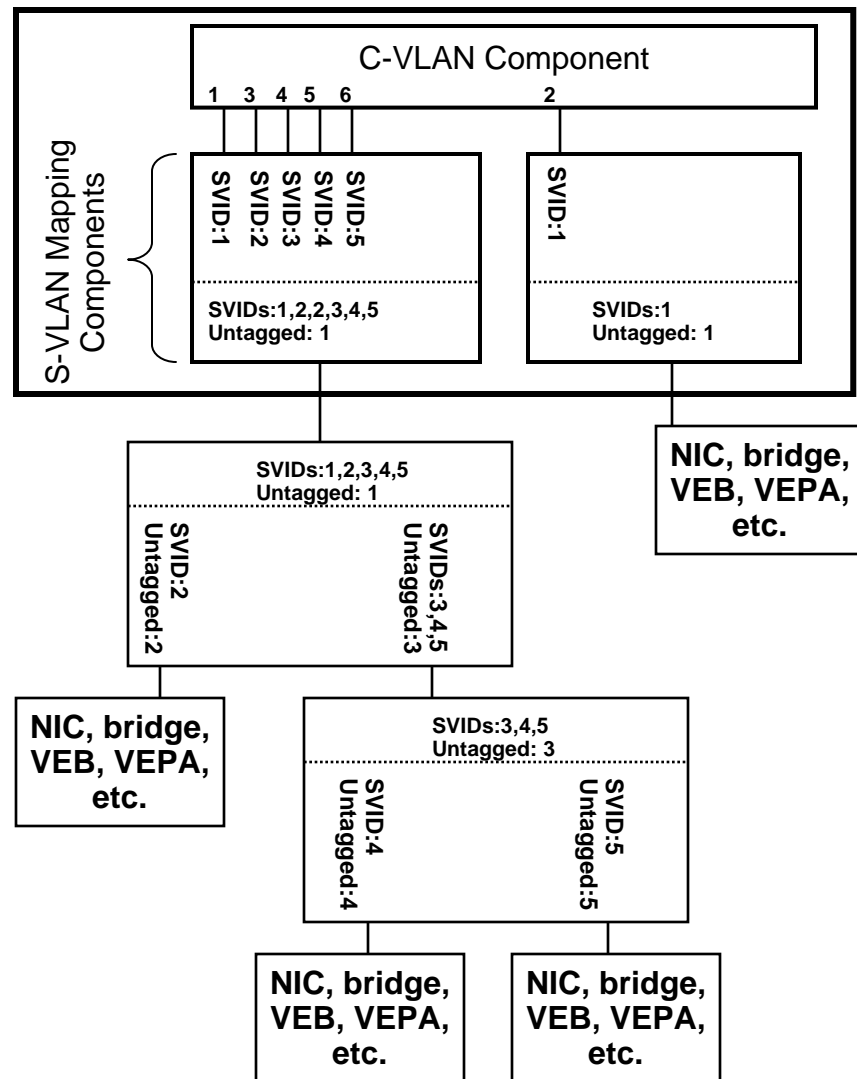 C-VLAN Component
1 3 4 5 6 2
S-VLAN Mapping
Components
SVID:1
SVID:2
SVID:3
SVID:4
SVID:5
SVIDs:1,2,2,3,4,5
Untagged: 1
SVID:1
SVIDs:1
Untagged: 1
NIC, bridge,
VEB, VEPA,
etc.
SVIDs:1,2,3,4,5
Untagged: 1
SVID:2
Untagged:2
SVIDs:3,4,5
Untagged:3
NIC, bridge,
VEB, VEPA,
etc.
SVIDs:3,4,5
Untagged: 3
SVID:4
Untagged:4
SVID:5
Untagged:5
NIC, bridge,
VEB, VEPA,
etc.
NIC, bridge,
VEB, VEPA,
etc.